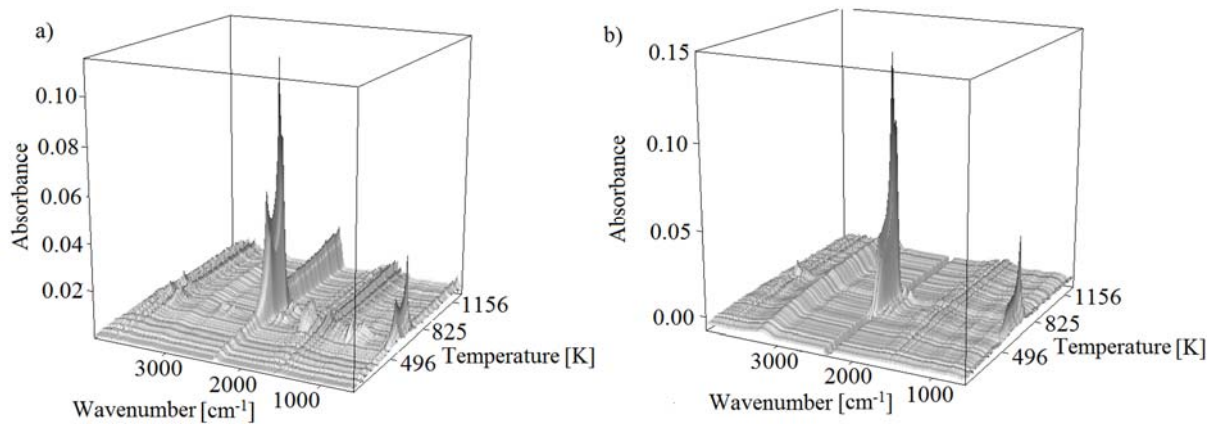 a)
0.10
0.08
0.06
0.04
0.02
Absorbance
3000
2000
1000
Wavenumber [cm-1]
496
825
1156
Temperature [K]
b)
0.15
0.10
0.05
0.00
Absorbance
3000
2000
1000
Wavenumber [cm-1]
496
825
1156
Temperature [K]